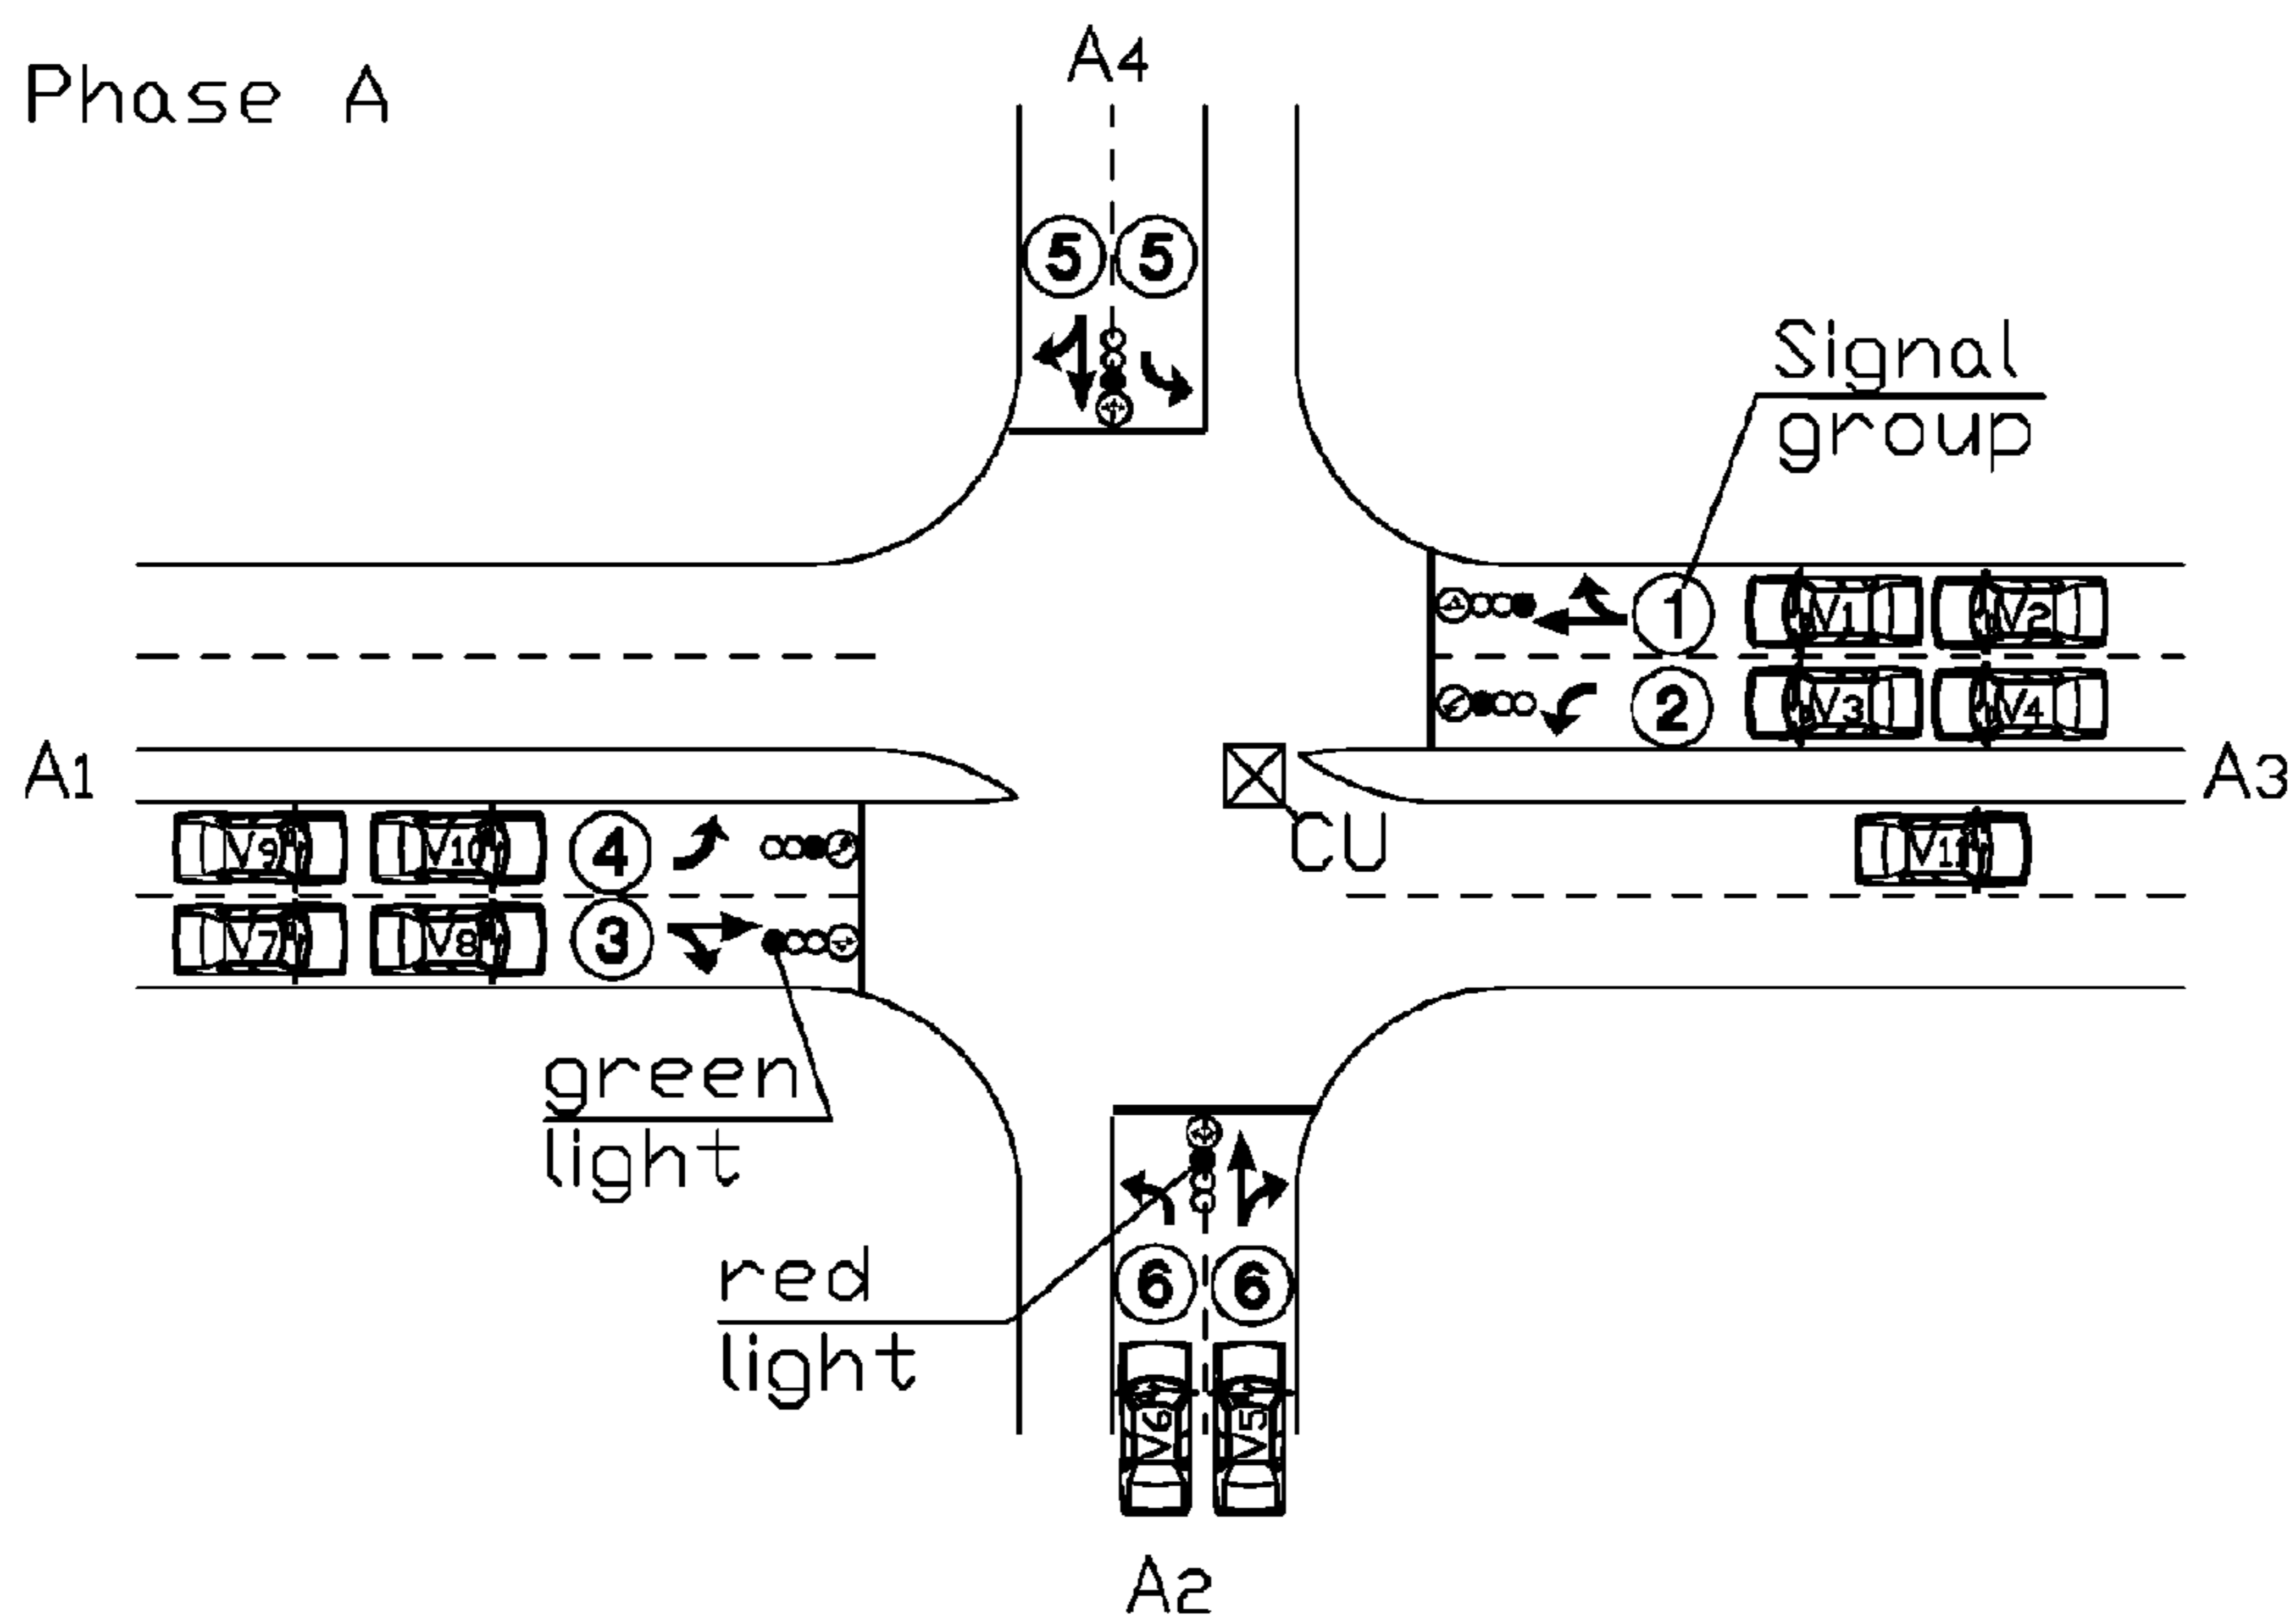 A4
Phase A
5 5
Signal
group
1 V1 V2
2 V3 V4
A1
A3
CU
V9 V10 4
V11
V7 V8 3
green
light
red
light
6 6
V6 V5
A2